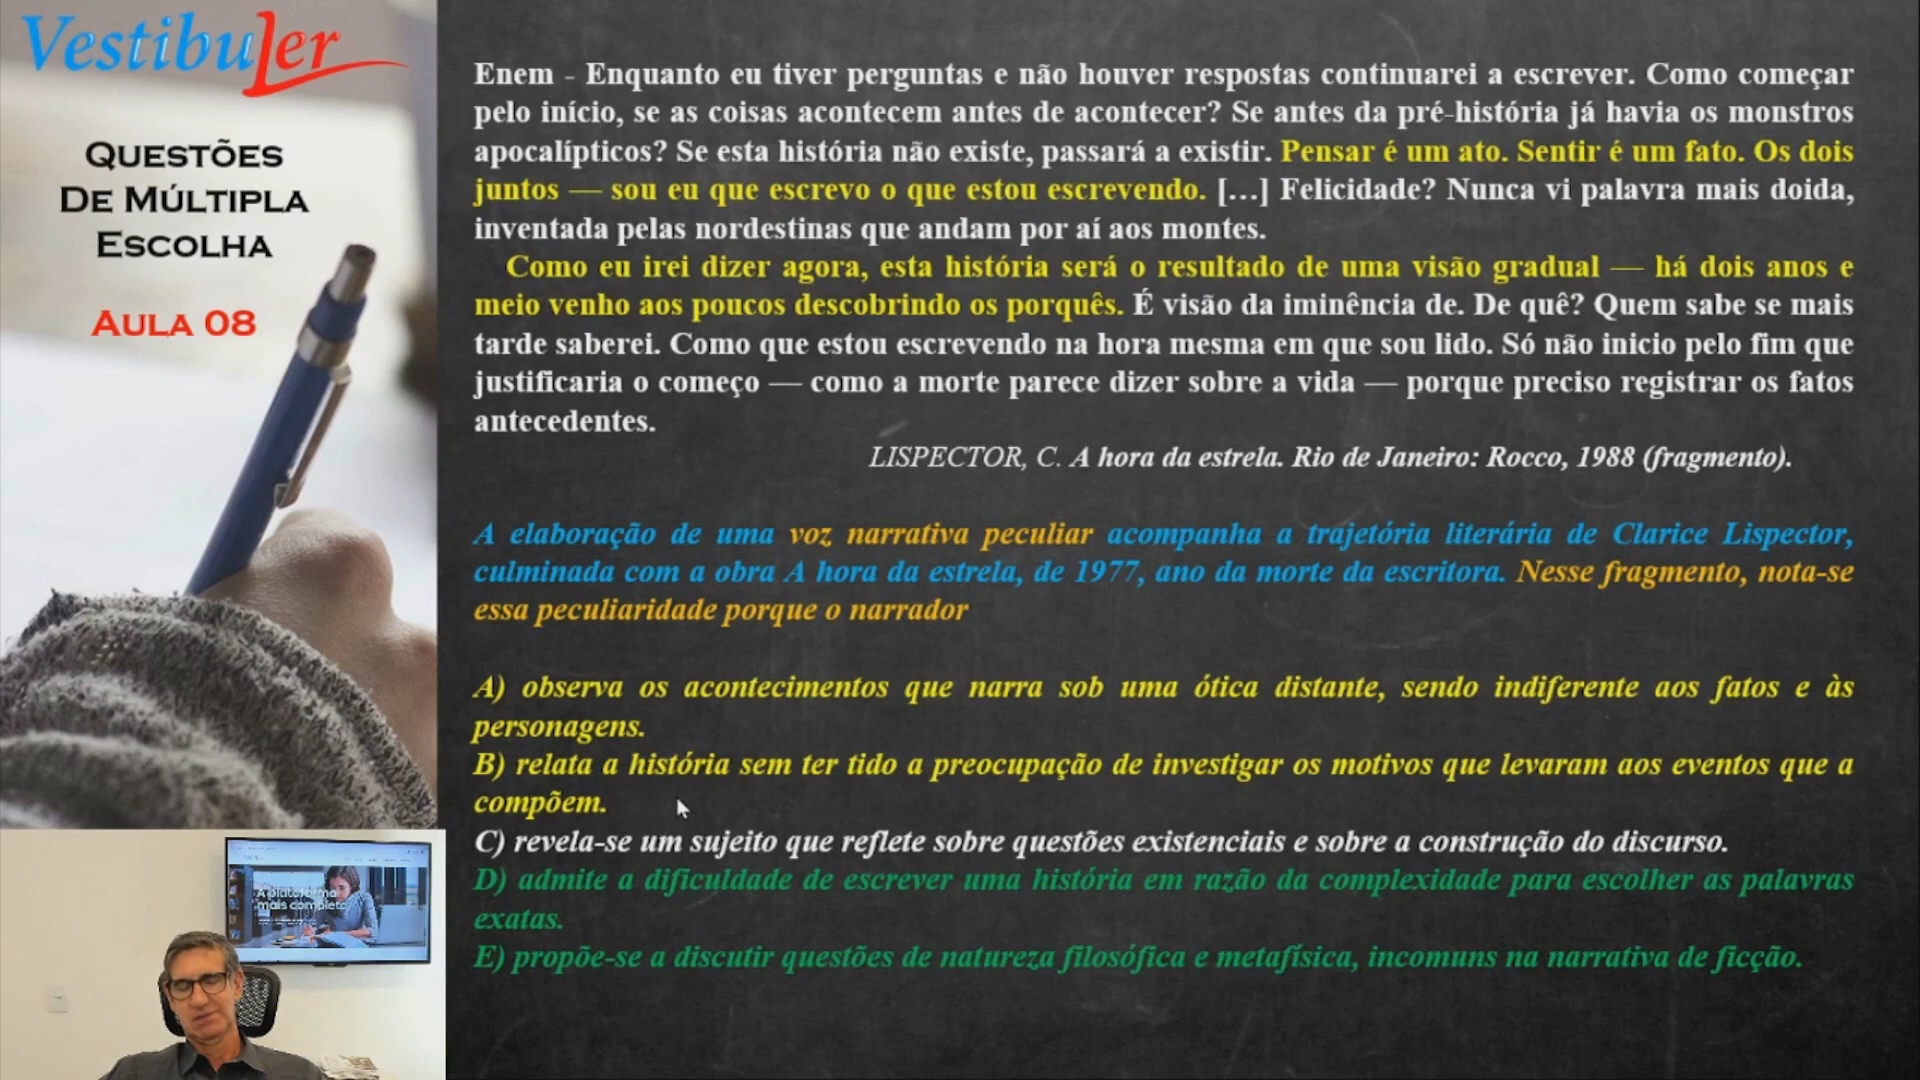 VestibuLer
QUESTÕES
DE MÚLTIPLA
ESCOLHA
AULA 08
Enem - Enquanto eu tiver perguntas e não houver respostas continuarei a escrever. Como começar
pelo início, se as coisas acontecem antes de acontecer? Se antes da pré-história já havia os monstros
apocalípticos? Se esta história não existe, passará a existir. Pensar é um ato. Sentir é um fato. Os dois
juntos — sou eu que escrevo o que estou escrevendo. […] Felicidade? Nunca vi palavra mais doida,
inventada pelas nordestinas que andam por aí aos montes.
Como eu irei dizer agora, esta história será o resultado de uma visão gradual — há dois anos e
meio venho aos poucos descobrindo os porquês. É visão da iminência de. De quê? Quem sabe se mais
tarde saberei. Como que estou escrevendo na hora mesma em que sou lido. Só não inicio pelo fim que
justificaria o começo — como a morte parece dizer sobre a vida — porque preciso registrar os fatos
antecedentes.
LISPECTOR, C. A hora da estrela. Rio de Janeiro: Rocco, 1988 (fragmento).
A elaboração de uma voz narrativa peculiar acompanha a trajetória literária de Clarice Lispector,
culminada com a obra A hora da estrela, de 1977, ano da morte da escritora. Nesse fragmento, nota-se
essa peculiaridade porque o narrador
A) observa os acontecimentos que narra sob uma ótica distante, sendo indiferente aos fatos e às
personagens.
B) relata a história sem ter tido a preocupação de investigar os motivos que levaram aos eventos que a
compõem.
C) revela-se um sujeito que reflete sobre questões existenciais e sobre a construção do discurso.
D) admite a dificuldade de escrever uma história em razão da complexidade para escolher as palavras
exatas.
E) propõe-se a discutir questões de natureza filosófica e metafísica, incomuns na narrativa de ficção.
A plataforma
mais completa